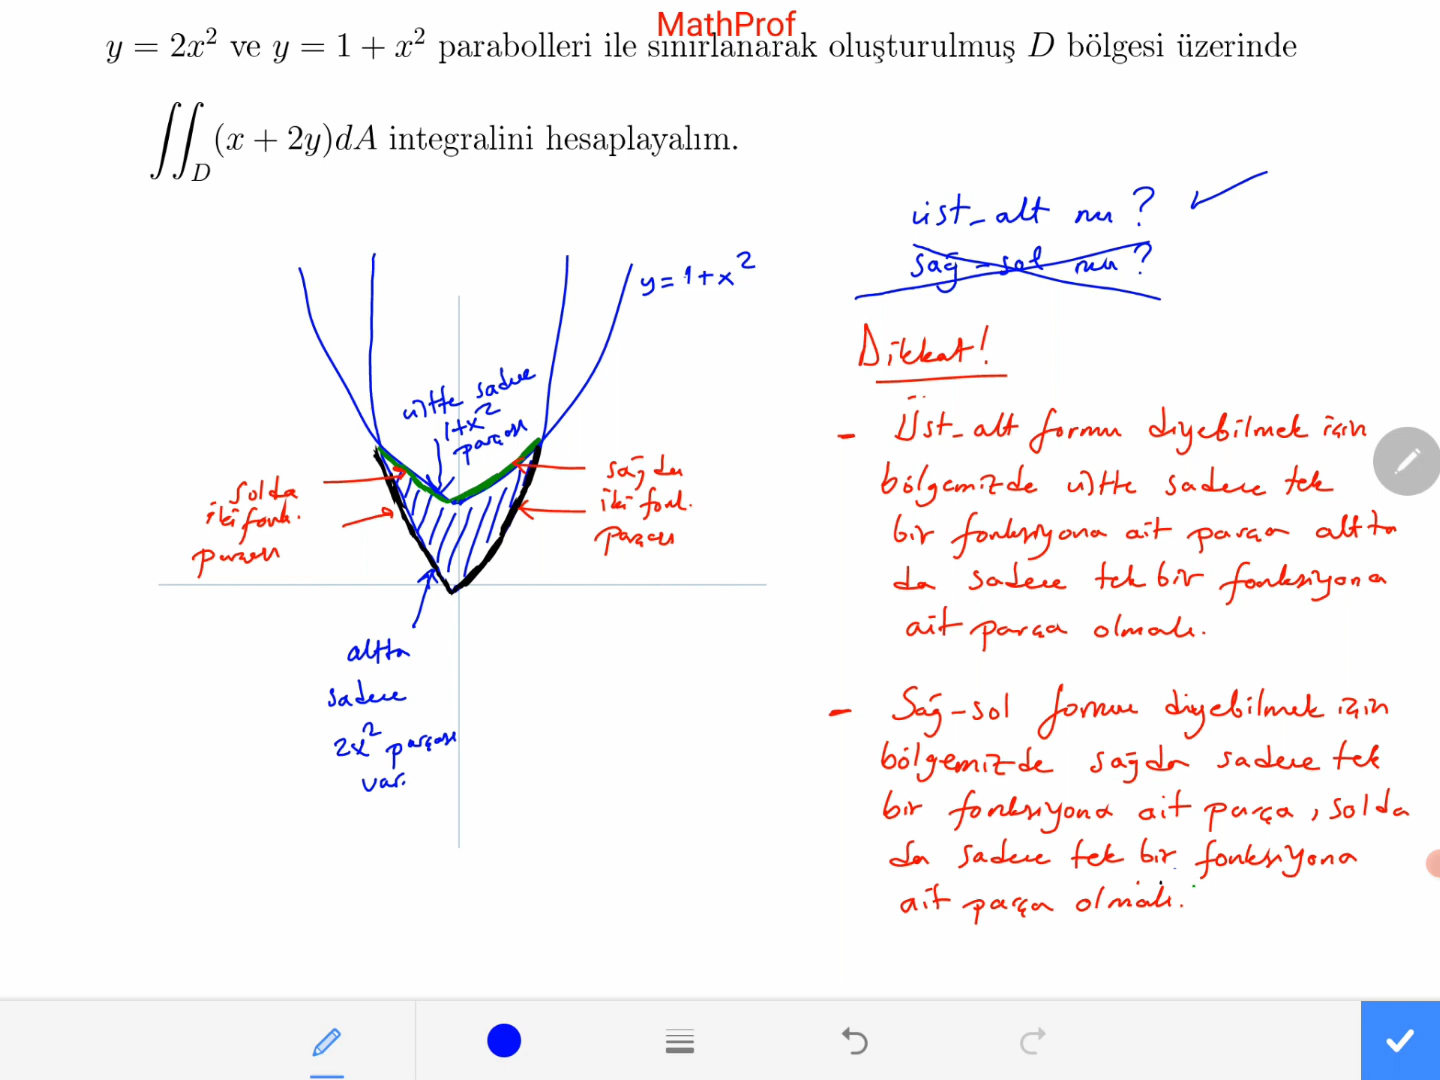 MathProf
y = 2x² ve y = 1 + x² parabolleri ile sınırlanarak oluşturulmuş D bölgesi üzerinde
∬_D (x + 2y)dA integralini hesaplayalım.
üst-alt mı?
sağ-sol mu?
y = 1+x²
Dikkat!
üstte sadece
1+x²
parçası
- Üst-alt formu diyebilmek için
bölgemizde üstte sadece tek
bir fonksiyona ait parça altta
da sadece tek bir fonksiyona
ait parça olmalı.
Solda
iki fonk.
parçası
sağda
iki fonk.
parçası
altta
sadece
2x² parçası
var.
- Sağ-sol formu diyebilmek için
bölgemizde sağda sadece tek
bir fonksiyona ait parça, solda
da sadece tek bir fonksiyona
ait parça olmalı.